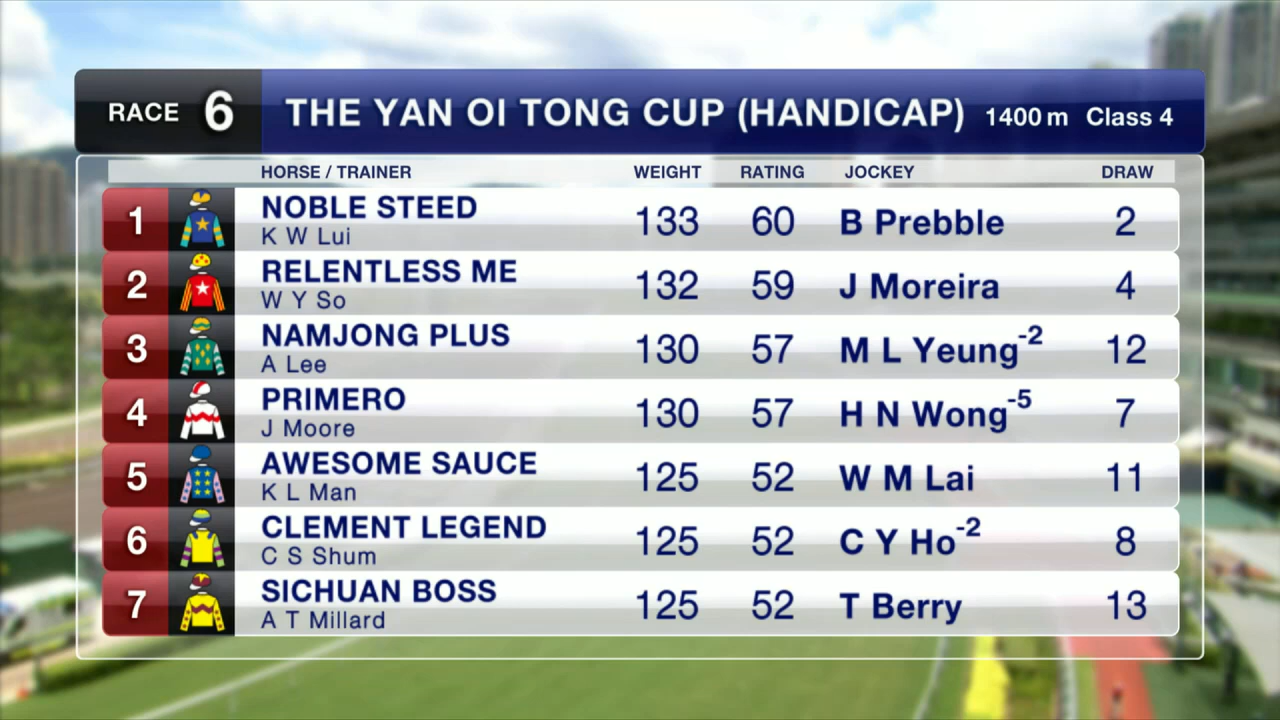 RACE 6 THE YAN OI TONG CUP (HANDICAP) 1400 m Class 4
HORSE / TRAINER WEIGHT RATING JOCKEY DRAW
1 NOBLE STEED 133 60 B Prebble 2
K W Lui
2 RELENTLESS ME 132 59 J Moreira 4
W Y So
3 NAMJONG PLUS 130 57 M L Yeung-2 12
A Lee
4 PRIMERO 130 57 H N Wong-5 7
J Moore
5 AWESOME SAUCE 125 52 W M Lai 11
K L Man
6 CLEMENT LEGEND 125 52 C Y Ho-2 8
C S Shum
7 SICHUAN BOSS 125 52 T Berry 13
A T Millard